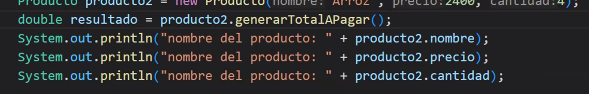 Producto producto2 = new Producto(nombre: "Arroz", precio:2400, cantidad:4);
double resultado = producto2.generarTotalAPagar();
System.out.println("nombre del producto: " + producto2.nombre);
System.out.println("nombre del producto: " + producto2.precio);
System.out.println("nombre del producto: " + producto2.cantidad);